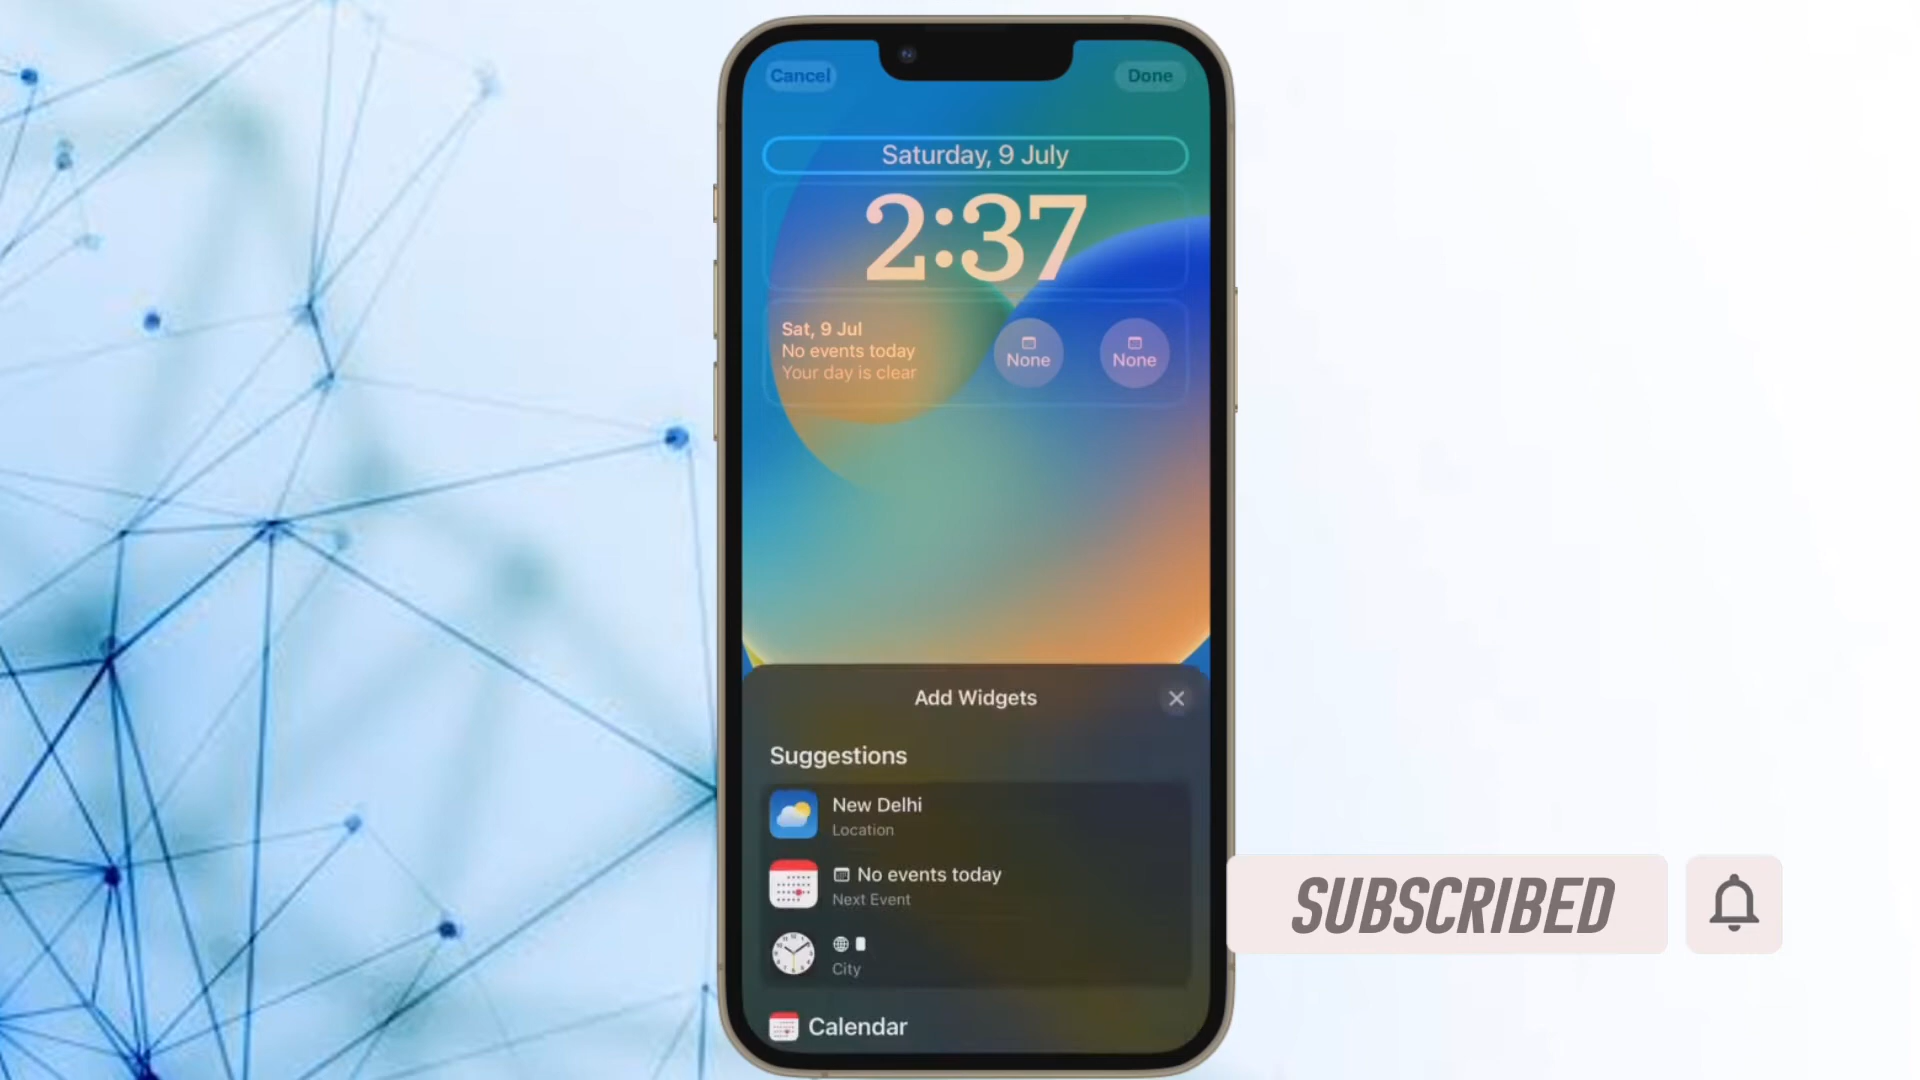 Cancel
Done
Saturday, 9 July
2:37
Sat, 9 Jul
No events today
Your day is clear
None
None
Add Widgets
Suggestions
New Delhi
Location
No events today
Next Event
City
Calendar
SUBSCRIBED